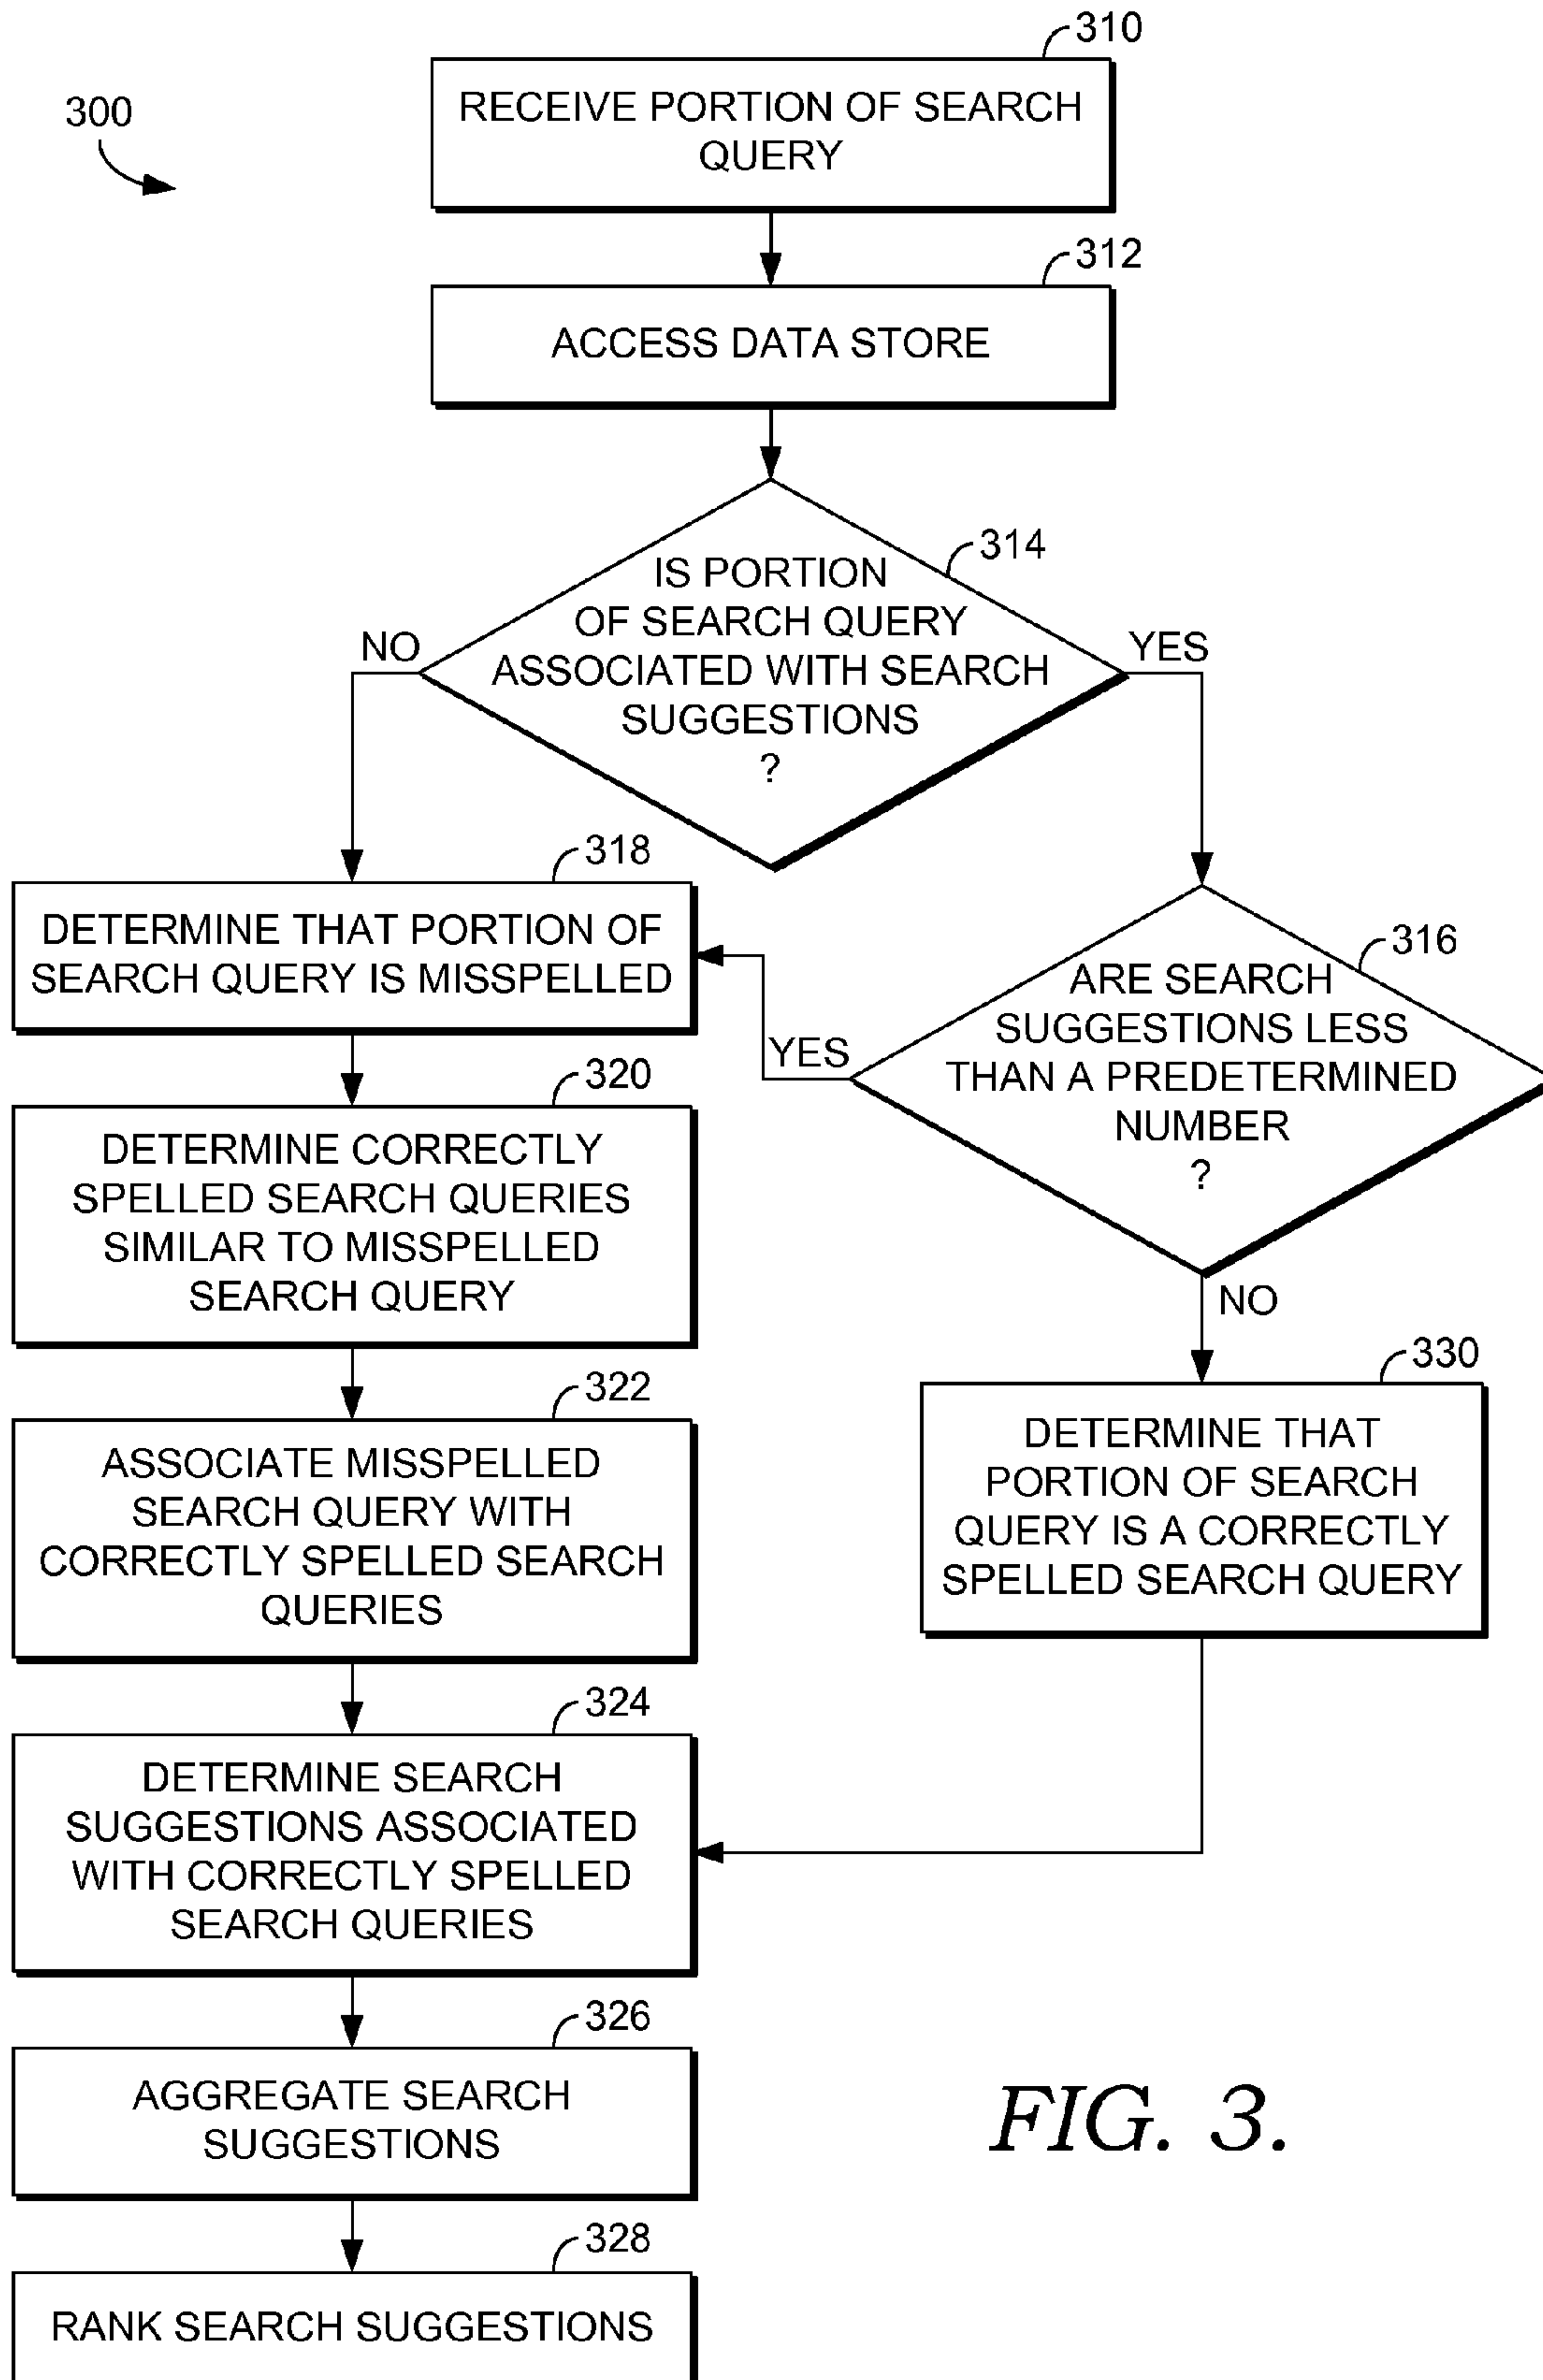 310
300
RECEIVE PORTION OF SEARCH
QUERY
312
ACCESS DATA STORE
314
IS PORTION
OF SEARCH QUERY
ASSOCIATED WITH SEARCH
SUGGESTIONS
?
NO
YES
318
DETERMINE THAT PORTION OF
SEARCH QUERY IS MISSPELLED
316
ARE SEARCH
SUGGESTIONS LESS
THAN A PREDETERMINED
NUMBER
?
YES
NO
320
DETERMINE CORRECTLY
SPELLED SEARCH QUERIES
SIMILAR TO MISSPELLED
SEARCH QUERY
330
DETERMINE THAT
PORTION OF SEARCH
QUERY IS A CORRECTLY
SPELLED SEARCH QUERY
322
ASSOCIATE MISSPELLED
SEARCH QUERY WITH
CORRECTLY SPELLED SEARCH
QUERIES
324
DETERMINE SEARCH
SUGGESTIONS ASSOCIATED
WITH CORRECTLY SPELLED
SEARCH QUERIES
326
AGGREGATE SEARCH
SUGGESTIONS
328
RANK SEARCH SUGGESTIONS
FIG. 3.